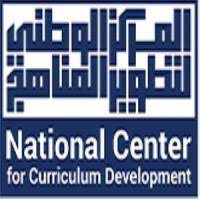 المركز الوطني
لتطوير المناهج
National Center
for Curriculum Development